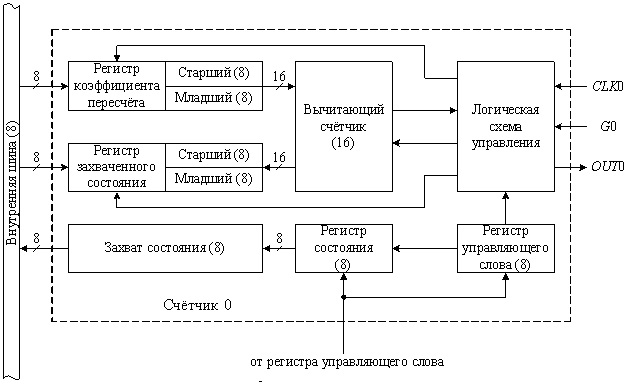 Внутренняя шина (8)
8
Регистр
коэффициента
пересчёта
Старший (8)
Младший (8)
16
Вычитающий
счётчик
(16)
Логическая
схема
управления
CLK0
G0
OUT0
8
Регистр
захваченного
состояния
Старший (8)
Младший (8)
16
8
Захват состояния (8)
8
Регистр
состояния
(8)
Регистр
управляющего
слова (8)
Счётчик 0
от регистра управляющего слова